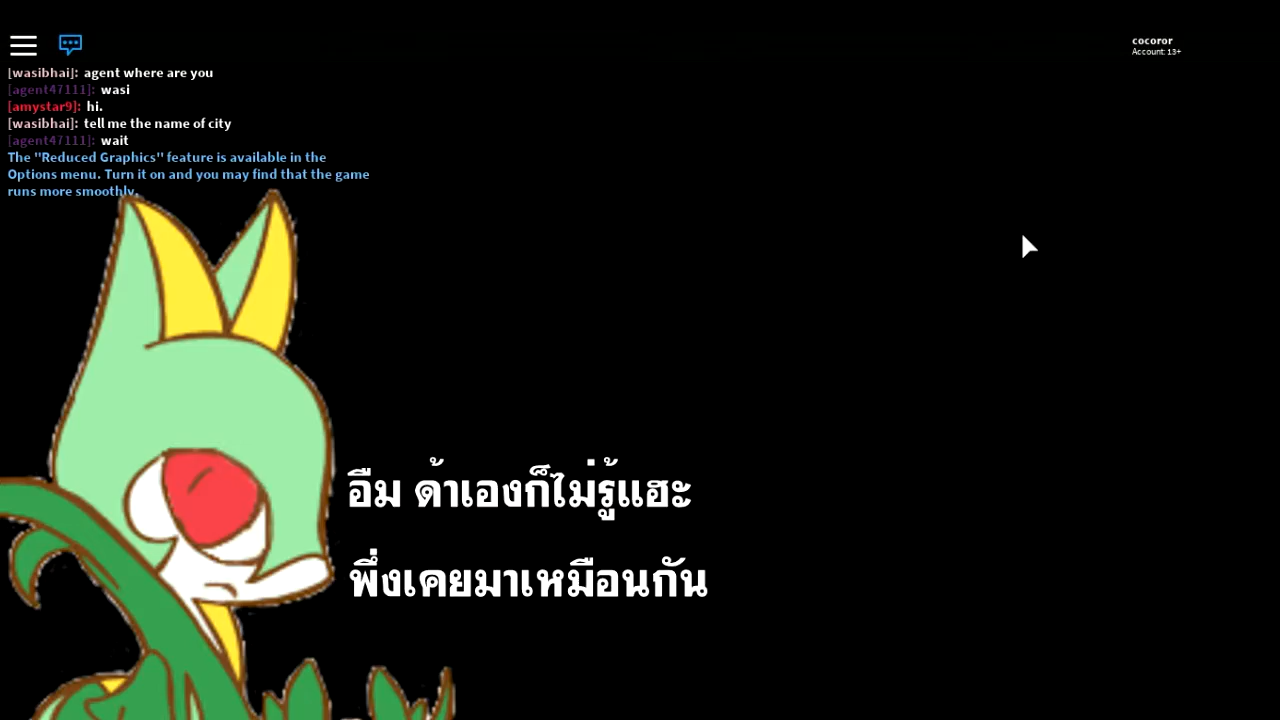 cocoror
Account: 13+
[wasibhai]: agent where are you
[agent47111]: wasi
[amystar9]: hi.
[wasibhai]: tell me the name of city
[agent47111]: wait
The "Reduced Graphics" feature is available in the
Options menu. Turn it on and you may find that the game
runs more smoothly.
อืม ด้าเองก็ไม่รู้แฮะ
พึ่งเคยมาเหมือนกัน